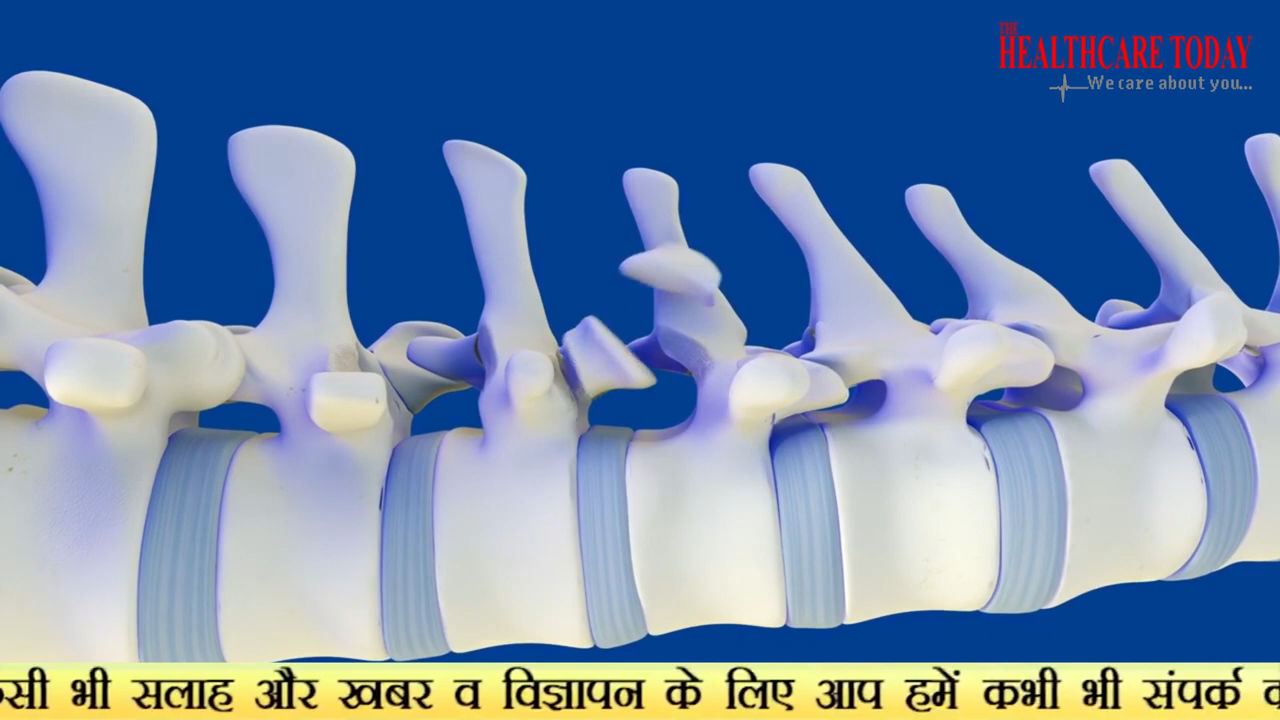 THE
HEALTHCARE TODAY
We care about you...
भी सलाह और खबर व विज्ञापन के लिए आप हमें कभी भी संपर्क